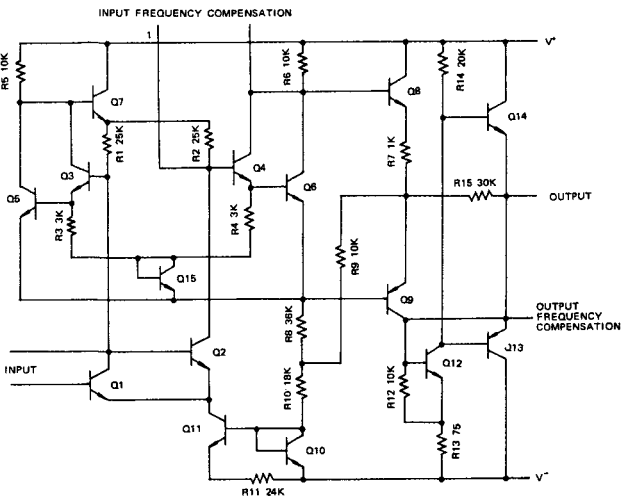 INPUT FREQUENCY COMPENSATION
1
V+
R5 10K
R6 10K
R14 20K
Q7
Q8
Q14
R1 25K
R2 25K
Q3
Q4
R7 1K
Q5
Q6
R15 30K
OUTPUT
R3 3K
R4 3K
R9 10K
Q15
Q9
OUTPUT
FREQUENCY
COMPENSATION
R8 36K
Q2
Q13
INPUT
Q1
Q12
R10 18K
R12 10K
Q11
Q10
R13 75
V-
R11 24K